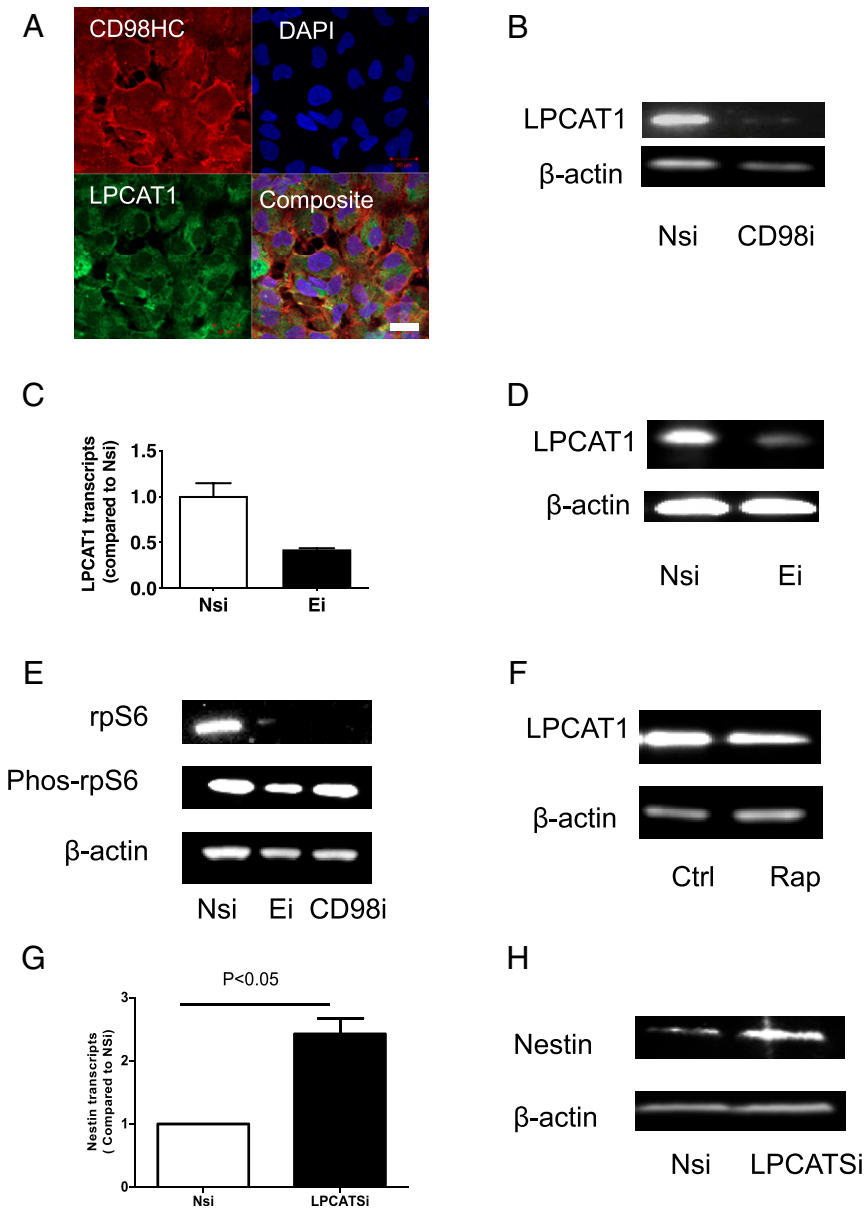 A
CD98HC
DAPI
20 µm
LPCAT1
Composite
B
LPCAT1
β-actin
Nsi
CD98i
C
LPCAT1 transcripts
(compared to Nsi)
1.5
1.0
0.5
0.0
Nsi
Ei
D
LPCAT1
β-actin
Nsi
Ei
E
rpS6
Phos-rpS6
β-actin
Nsi
Ei
CD98i
F
LPCAT1
β-actin
Ctrl
Rap
G
P<0.05
Nestin transcripts
( Compared to NSi)
3
2
1
0
Nsi
LPCATSi
H
Nestin
β-actin
Nsi
LPCATSi